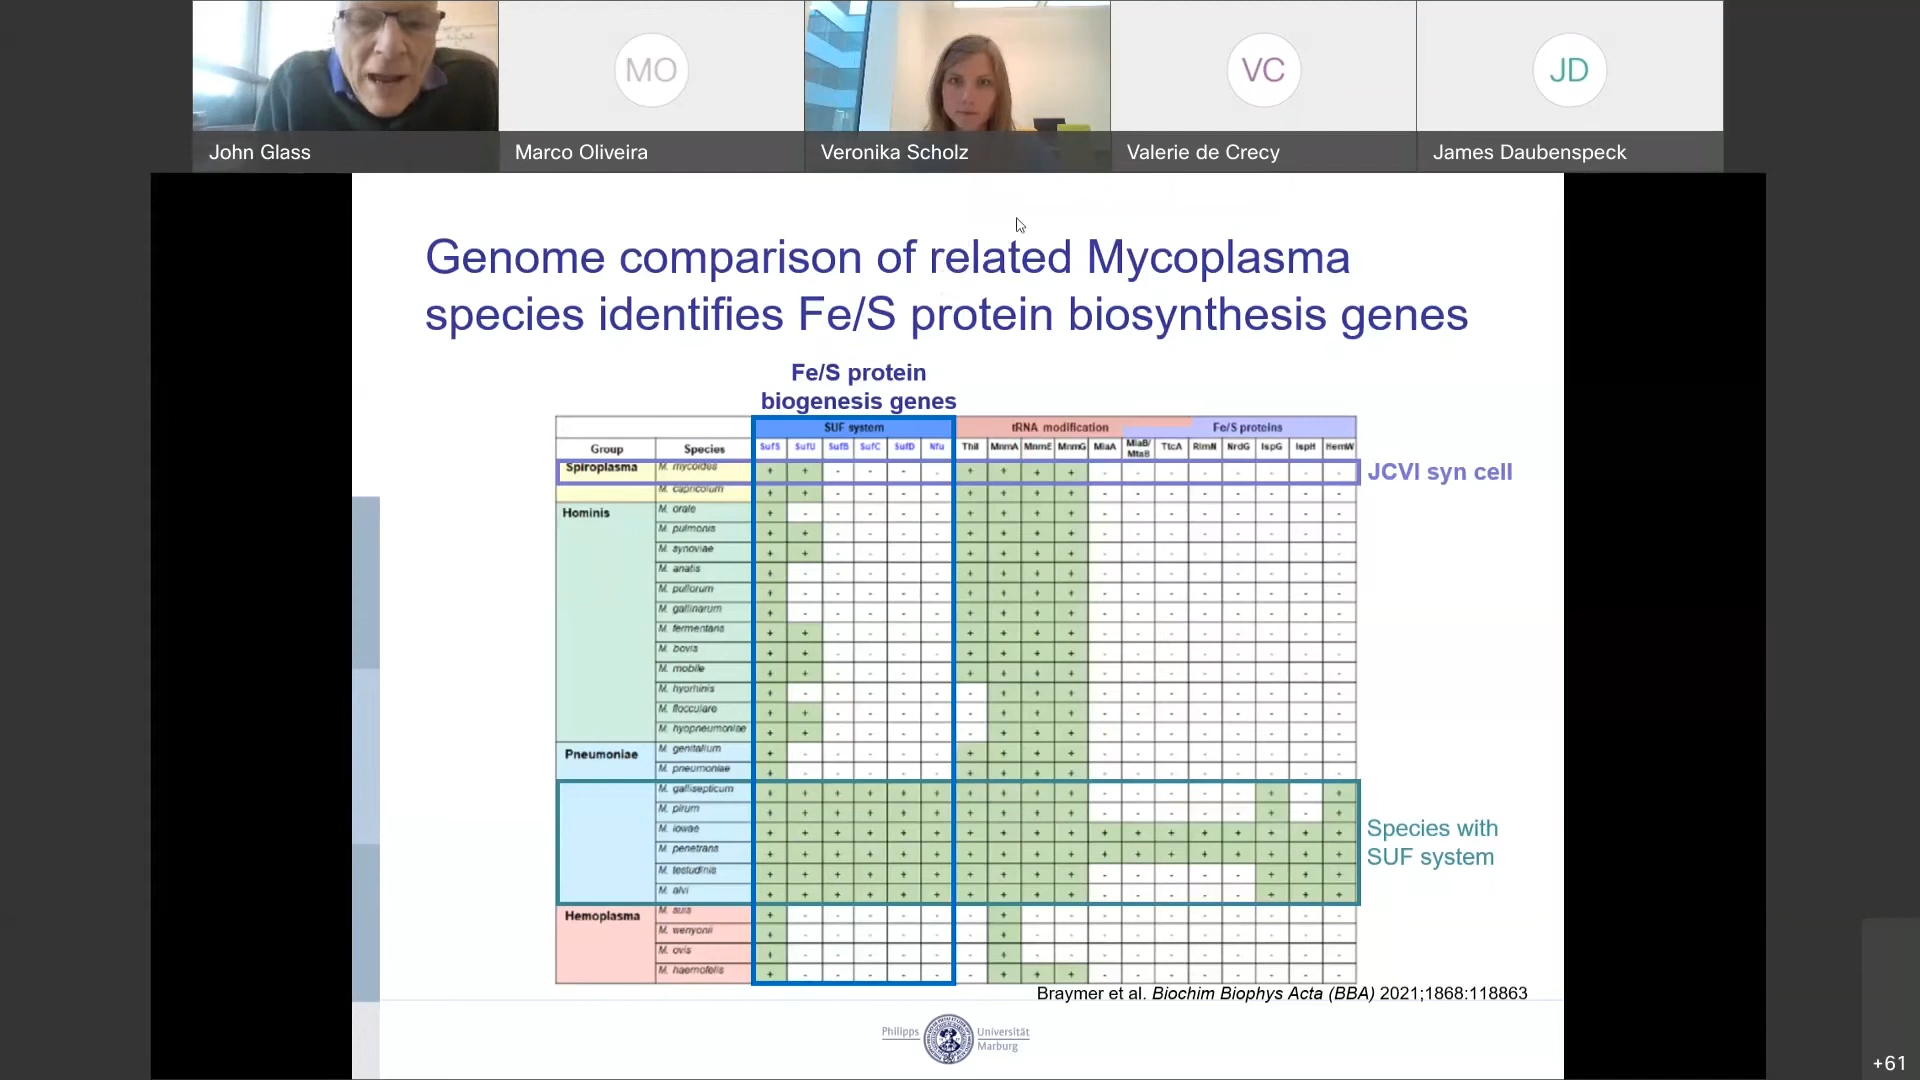 John Glass
MO
Marco Oliveira
Veronika Scholz
VC
Valerie de Crecy
JD
James Daubenspeck
Genome comparison of related Mycoplasma
species identifies Fe/S protein biosynthesis genes
Fe/S protein
biogenesis genes
SUF system tRNA modification Fe/S proteins
Group Species SufS SufU SufB SufC SufD Nfu ThiI MnmA MnmE MnmG MiaA MiaB/MtaB TtcA RlmN NrdG IspG IspH HemW
Spiroplasma M. mycoides + + - - - - + + + + - - - - - - - -
JCVI syn cell
M. capricolum + + - - - - + + + + - - - - - - - -
Hominis M. orale + - - - - - + + + + - - - - - - - -
M. pulmonis + + - - - - + + + + - - - - - - - -
M. synoviae + + - - - - + + + + - - - - - - - -
M. anatis + - - - - - + + + + - - - - - - - -
M. pullorum + - - - - - + + + + - - - - - - - -
M. gallinarum + - - - - - + + + + - - - - - - - -
M. fermentans + + - - - - + + + + - - - - - - - -
M. bovis + + - - - - + + + + - - - - - - - -
M. mobile + + - - - - + + + + - - - - - - - -
M. hyorhinis + - - - - - - + + + - - - - - - - -
M. flocculare + + - - - - - + + + - - - - - - - -
M. hyopneumoniae + + - - - - - + + + - - - - - - - -
Pneumoniae M. genitalium + - - - - - + + + + - - - - - - - -
M. pneumoniae + - - - - - + + + + - - - - - - - -
M. gallisepticum + + + + + + + + + + - - - - - + - +
M. pirum + + + + + + + + + + - - - - - + - +
M. iowae + + + + + + + + + + + + + + + + + +
M. penetrans + + + + + + + + + + + + + + + + + +
M. testudinis + + + + + + + + + + - - - - - + + +
M. alvi + + + + + + + + + + - - - - - + + +
Species with
SUF system
Hemoplasma M. suis + - - - - - - + - - - - - - - - - -
M. wenyonii + - - - - - - + - - - - - - - - - -
M. ovis + - - - - - - + - - - - - - - - - -
M. haemofelis + - - - - - - + + + - - - - - - - -
Braymer et al. Biochim Biophys Acta (BBA) 2021;1868:118863
Philipps Universität
Marburg
+61